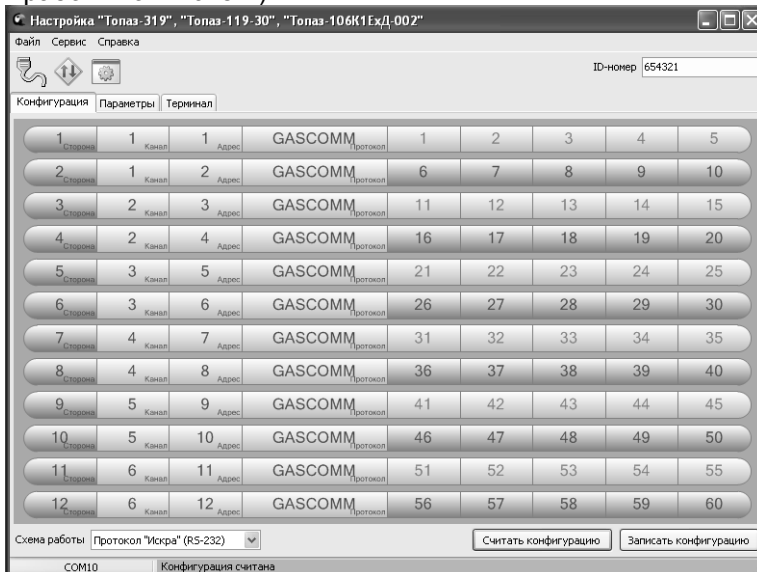 Настройка "Топаз-319", "Топаз-119-30", "Топаз-106К1ЕхД-002"
Файл Сервис Справка
ID-номер 654321
Конфигурация Параметры Терминал
1 Сторона 1 Канал 1 Адрес GASCOMM Протокол 1 2 3 4 5
2 Сторона 1 Канал 2 Адрес GASCOMM Протокол 6 7 8 9 10
3 Сторона 2 Канал 3 Адрес GASCOMM Протокол 11 12 13 14 15
4 Сторона 2 Канал 4 Адрес GASCOMM Протокол 16 17 18 19 20
5 Сторона 3 Канал 5 Адрес GASCOMM Протокол 21 22 23 24 25
6 Сторона 3 Канал 6 Адрес GASCOMM Протокол 26 27 28 29 30
7 Сторона 4 Канал 7 Адрес GASCOMM Протокол 31 32 33 34 35
8 Сторона 4 Канал 8 Адрес GASCOMM Протокол 36 37 38 39 40
9 Сторона 5 Канал 9 Адрес GASCOMM Протокол 41 42 43 44 45
10 Сторона 5 Канал 10 Адрес GASCOMM Протокол 46 47 48 49 50
11 Сторона 6 Канал 11 Адрес GASCOMM Протокол 51 52 53 54 55
12 Сторона 6 Канал 12 Адрес GASCOMM Протокол 56 57 58 59 60
Схема работы Протокол "Искра" (RS-232) Считать конфигурацию Записать конфигурацию
COM10 Конфигурация считана